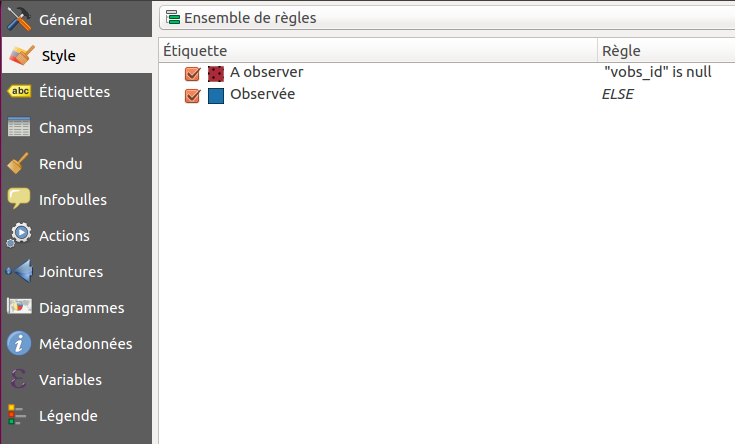 Général
Style
abc Étiquettes
Champs
Rendu
Infobulles
Actions
Jointures
Diagrammes
Métadonnées
Variables
Légende
Ensemble de règles
Étiquette Règle
A observer "vobs_id" is null
Observée ELSE